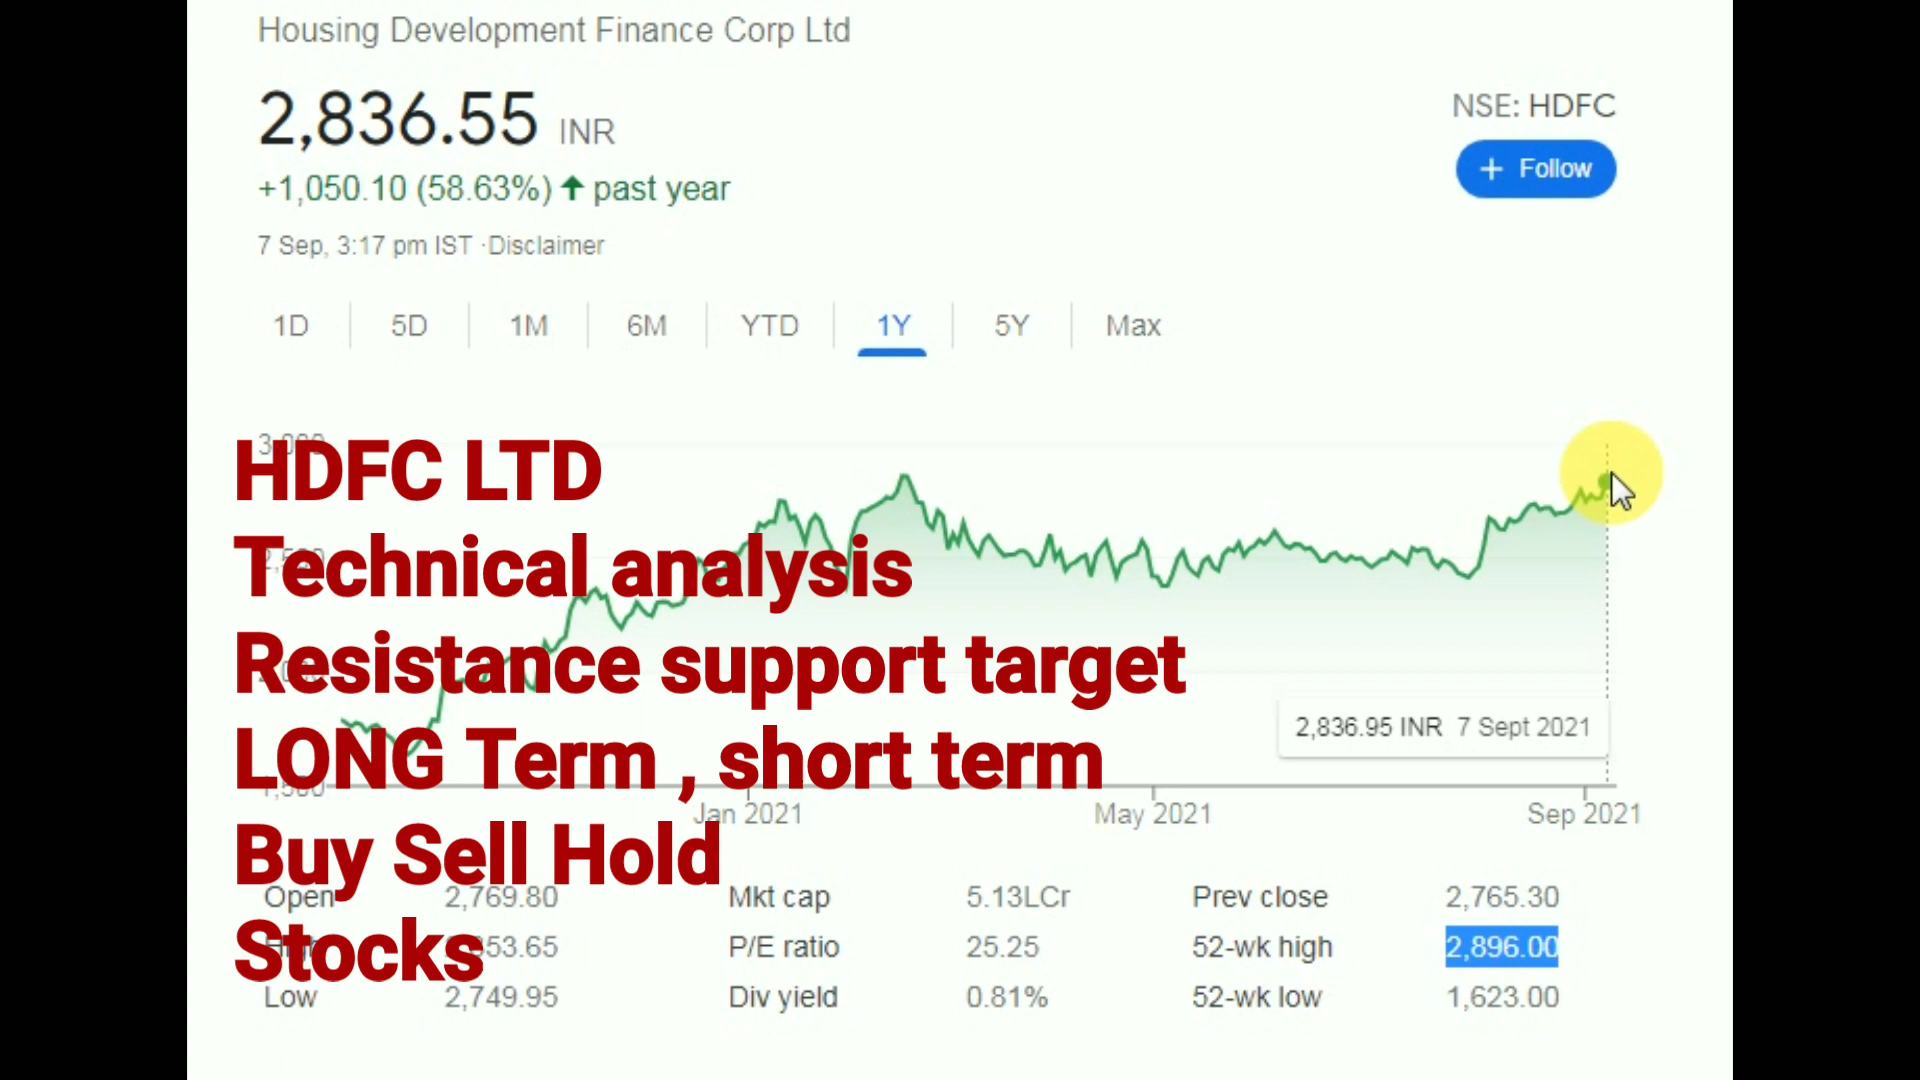 Housing Development Finance Corp Ltd
2,836.55 INR
NSE: HDFC
+ Follow
+1,050.10 (58.63%) ↑ past year
7 Sep, 3:17 pm IST ·Disclaimer
1D 5D 1M 6M YTD 1Y 5Y Max
HDFC LTD
Technical analysis
Resistance support target
2,836.95 INR 7 Sept 2021
LONG Term , short term
Jan 2021 May 2021 Sep 2021
Buy Sell Hold
Open 2,769.80 Mkt cap 5.13LCr Prev close 2,765.30
Stocks
P/E ratio 25.25 52-wk high 2,896.00
Low 2,749.95 Div yield 0.81% 52-wk low 1,623.00